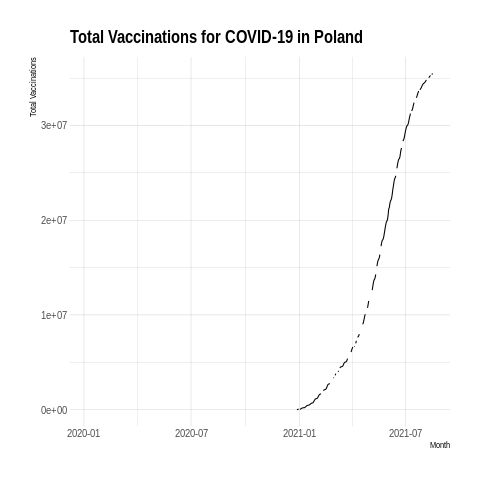 Total Vaccinations for COVID-19 in Poland
Total Vaccinations
3e+07
2e+07
1e+07
0e+00
2020-01 2020-07 2021-01 2021-07
Month